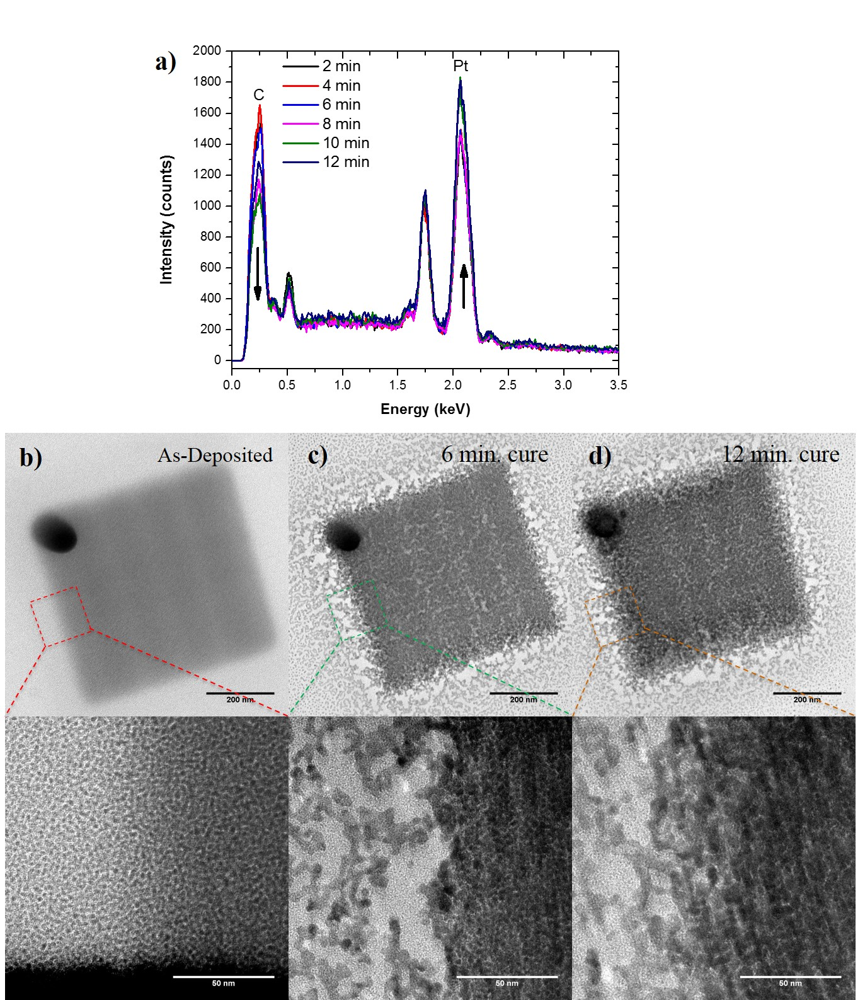 a)
2000
1800
1600
1400
1200
1000
800
600
400
200
0
Intensity (counts)
C
Pt
2 min
4 min
6 min
8 min
10 min
12 min
0.0 0.5 1.0 1.5 2.0 2.5 3.0 3.5
Energy (keV)
b) As-Deposited
200 nm
c) 6 min. cure
200 nm
d) 12 min. cure
200 nm
50 nm
50 nm
50 nm